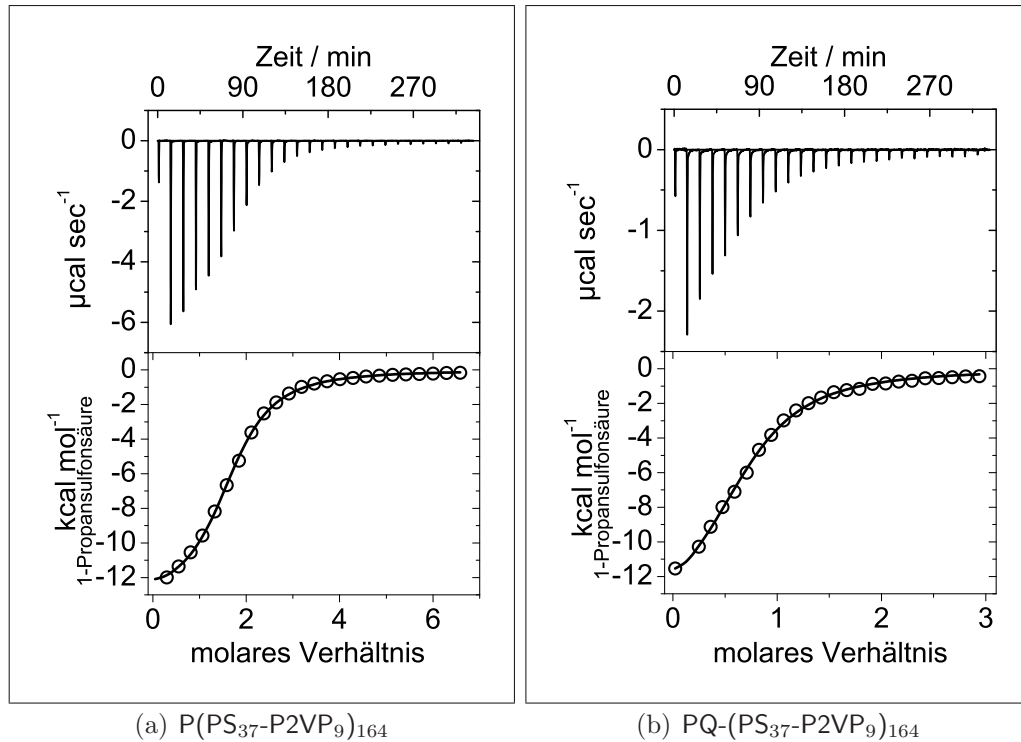 Zeit / min
0 90 180 270
0
-2
-4
-6
µcal sec⁻¹
0
-2
-4
-6
-8
-10
-12
kcal mol⁻¹
1-Propansulfonsäure
0 2 4 6
molares Verhältnis
(a) P(PS₃₇-P2VP₉)₁₆₄
Zeit / min
0 90 180 270
0
-1
-2
µcal sec⁻¹
0
-2
-4
-6
-8
-10
-12
kcal mol⁻¹
1-Propansulfonsäure
0 1 2 3
molares Verhältnis
(b) PQ-(PS₃₇-P2VP₉)₁₆₄